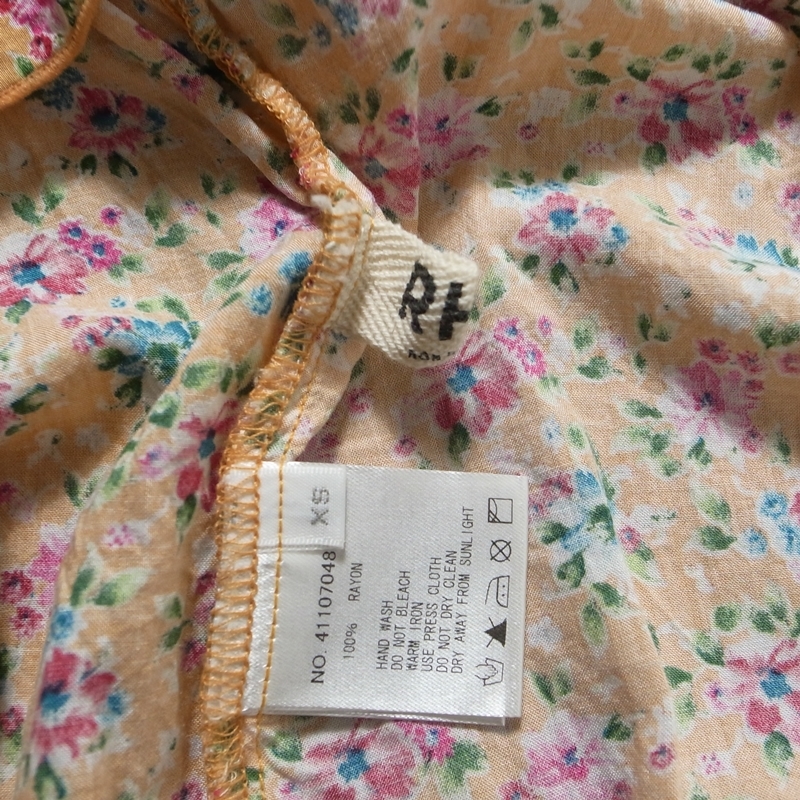 XS
NO. 41107048
100% RAYON
HAND WASH
DO NOT BLEACH
WARM IRON
USE PRESS CLOTH
DO NOT DRY CLEAN
DRY AWAY FROM SUNLIGHT